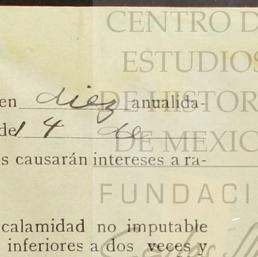 CENTRO D
ESTUDIOS
en diez anualida-
DE HISTOR
de 14 de
DE MEXIC
s causarán intereses a ra-
FUNDACI
calamidad no imputable
inferiores a dos veces y